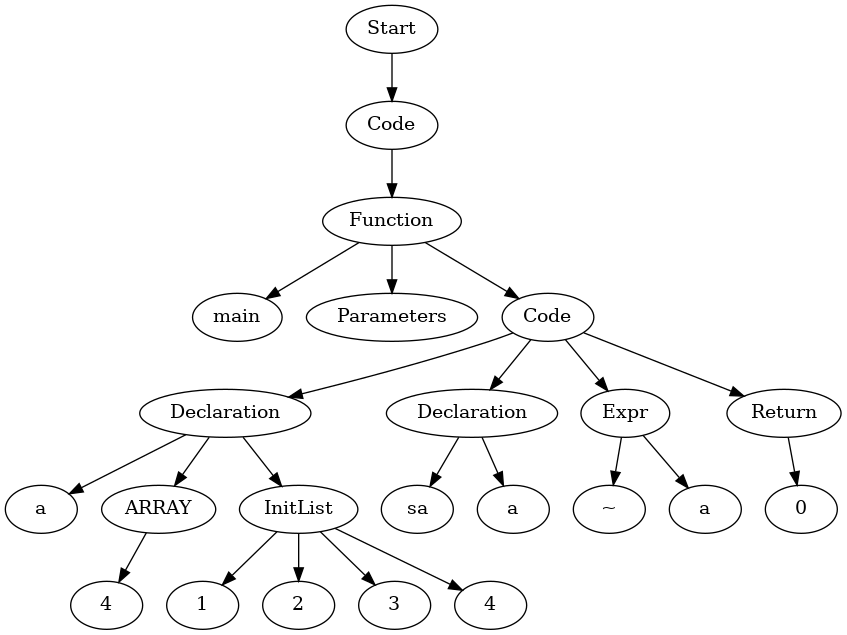 Start
Code
Function
main Parameters Code
Declaration Declaration Expr Return
a ARRAY InitList sa a ~ a 0
4 1 2 3 4